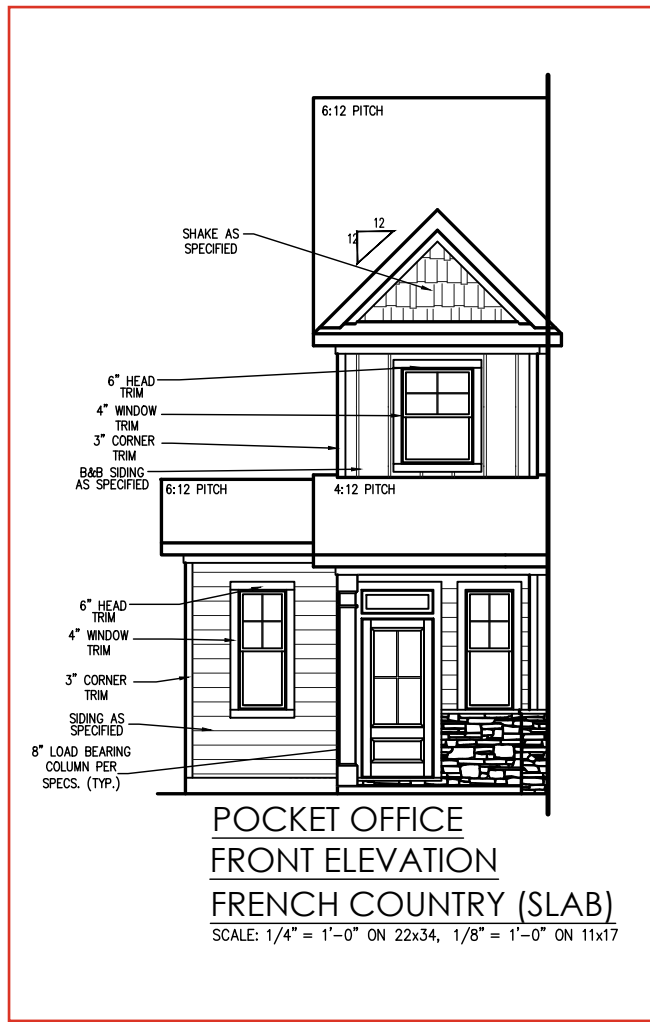 6:12 PITCH
12
12
SHAKE AS
SPECIFIED
6" HEAD
TRIM
4" WINDOW
TRIM
3" CORNER
TRIM
B&B SIDING
AS SPECIFIED
6:12 PITCH
4:12 PITCH
6" HEAD
TRIM
4" WINDOW
TRIM
3" CORNER
TRIM
SIDING AS
SPECIFIED
8" LOAD BEARING
COLUMN PER
SPECS. (TYP.)
POCKET OFFICE
FRONT ELEVATION
FRENCH COUNTRY (SLAB)
SCALE: 1/4" = 1'-0" ON 22x34, 1/8" = 1'-0" ON 11x17